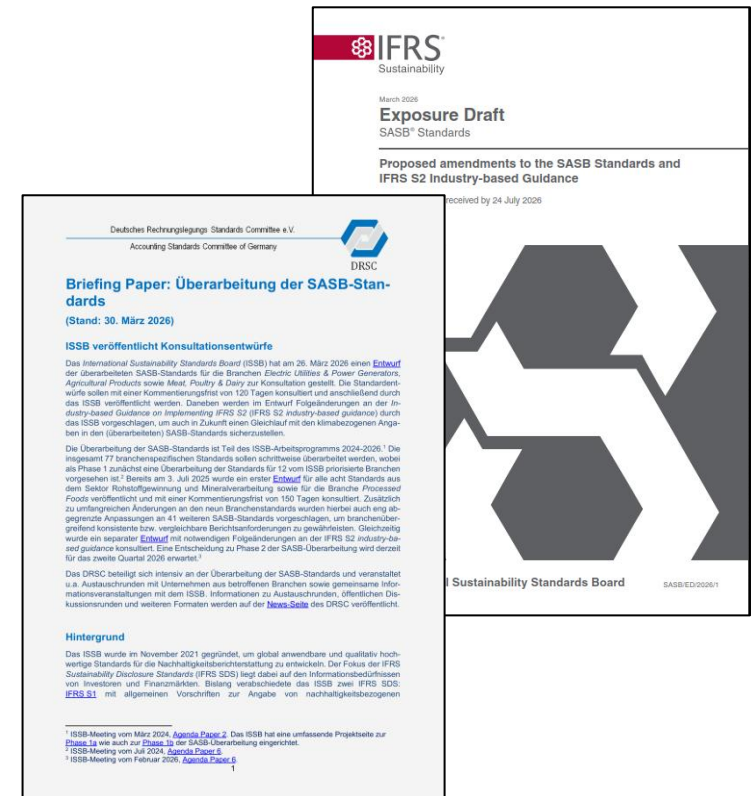 IFRS
Sustainability
March 2026
Exposure Draft
SASB® Standards
Proposed amendments to the SASB Standards and
IFRS S2 Industry-based Guidance
received by 24 July 2026
l Sustainability Standards Board
SASB/ED/2026/1
Deutsches Rechnungslegungs Standards Committee e.V.
Accounting Standards Committee of Germany
DRSC
Briefing Paper: Überarbeitung der SASB-Stan-
dards
(Stand: 30. März 2026)
ISSB veröffentlicht Konsultationsentwürfe
Das International Sustainability Standards Board (ISSB) hat am 26. März 2026 einen Entwurf
der überarbeiteten SASB-Standards für die Branchen Electric Utilities & Power Generators,
Agricultural Products sowie Meat, Poultry & Dairy zur Konsultation gestellt. Die Standardent-
würfe sollen mit einer Kommentierungsfrist von 120 Tagen konsultiert und anschließend durch
das ISSB veröffentlicht werden. Daneben werden im Entwurf Folgeänderungen an der In-
dustry-based Guidance on Implementing IFRS S2 (IFRS S2 industry-based guidance) durch
das ISSB vorgeschlagen, um auch in Zukunft einen Gleichlauf mit den klimabezogenen Anga-
ben in den (überarbeiteten) SASB-Standards sicherzustellen.
Die Überarbeitung der SASB-Standards ist Teil des ISSB-Arbeitsprogramms 2024-2026.¹ Die
insgesamt 77 branchenspezifischen Standards sollen schrittweise überarbeitet werden, wobei
als Phase 1 zunächst eine Überarbeitung der Standards für 12 vom ISSB priorisierte Branchen
vorgesehen ist.² Bereits am 3. Juli 2025 wurde ein erster Entwurf für alle acht Standards aus
dem Sektor Rohstoffgewinnung und Mineralverarbeitung sowie für die Branche Processed
Foods veröffentlicht und mit einer Kommentierungsfrist von 150 Tagen konsultiert. Zusätzlich
zu umfangreichen Änderungen an den neun Branchenstandards wurden hierbei auch eng ab-
gegrenzte Anpassungen an 41 weiteren SASB-Standards vorgeschlagen, um branchenüber-
greifend konsistente bzw. vergleichbare Berichtsanforderungen zu gewährleisten. Gleichzeitig
wurde ein separater Entwurf mit notwendigen Folgeänderungen an der IFRS S2 industry-ba-
sed guidance konsultiert. Eine Entscheidung zu Phase 2 der SASB-Überarbeitung wird derzeit
für das zweite Quartal 2026 erwartet.³
Das DRSC beteiligt sich intensiv an der Überarbeitung der SASB-Standards und veranstaltet
u.a. Austauschrunden mit Unternehmen aus betroffenen Branchen sowie gemeinsame Infor-
mationsveranstaltungen mit dem ISSB. Informationen zu Austauschrunden, öffentlichen Dis-
kussionsrunden und weiteren Formaten werden auf der News-Seite des DRSC veröffentlicht.
Hintergrund
Das ISSB wurde im November 2021 gegründet, um global anwendbare und qualitativ hoch-
wertige Standards für die Nachhaltigkeitsberichterstattung zu entwickeln. Der Fokus der IFRS
Sustainability Disclosure Standards (IFRS SDS) liegt dabei auf den Informationsbedürfnissen
von Investoren und Finanzmärkten. Bislang verabschiedete das ISSB zwei IFRS SDS:
IFRS S1 mit allgemeinen Vorschriften zur Angabe von nachhaltigkeitsbezogenen
¹ ISSB-Meeting vom März 2024, Agenda Paper 2. Das ISSB hat eine umfassende Projektseite zur
Phase 1a wie auch zur Phase 1b der SASB-Überarbeitung eingerichtet.
² ISSB-Meeting vom Juli 2024, Agenda Paper 6.
³ ISSB-Meeting vom Februar 2026, Agenda Paper 6.
1